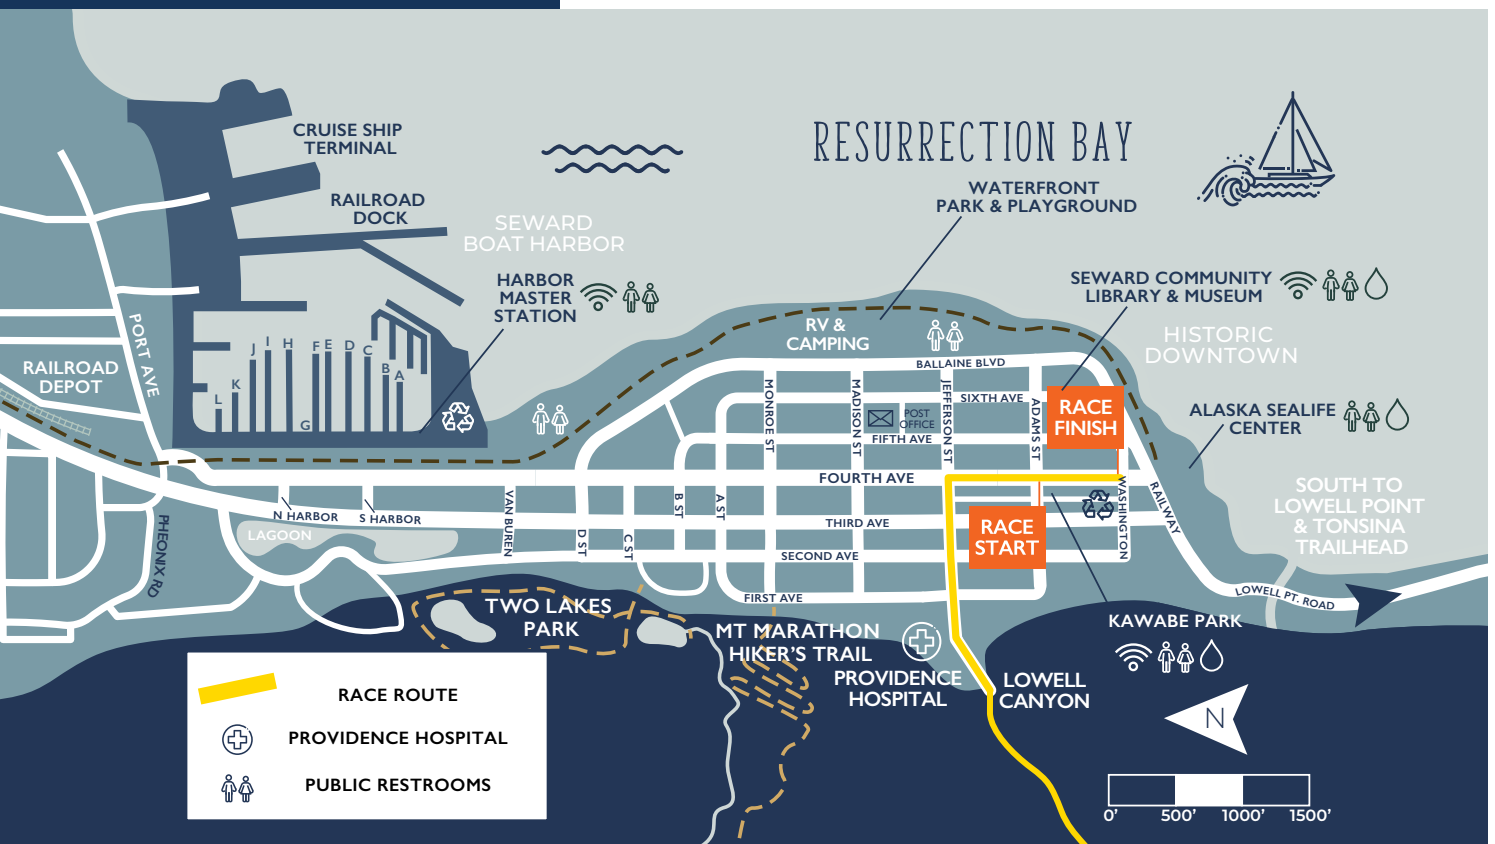 CRUISE SHIP
TERMINAL
RAILROAD
DOCK
SEWARD
BOAT HARBOR
HARBOR
MASTER
STATION
RESURRECTION BAY
WATERFRONT
PARK & PLAYGROUND
SEWARD COMMUNITY
LIBRARY & MUSEUM
HISTORIC
DOWNTOWN
ALASKA SEALIFE
CENTER
SOUTH TO
LOWELL POINT
& TONSINA
TRAILHEAD
RV &
CAMPING
PORT AVE
RAILROAD
DEPOT
L
K
J
I
H
G
F
E
D
C
B
A
BALLAINE BLVD
SIXTH AVE
POST
OFFICE
FIFTH AVE
FOURTH AVE
THIRD AVE
SECOND AVE
FIRST AVE
MONROE ST
MADISON ST
JEFFERSON ST
ADAMS ST
WASHINGTON
RAILWAY
RACE
FINISH
RACE
START
N HARBOR
S HARBOR
LAGOON
VAN BUREN
D ST
C ST
B ST
A ST
PHEONIX RD
LOWELL PT. ROAD
TWO LAKES
PARK
MT MARATHON
HIKER'S TRAIL
PROVIDENCE
HOSPITAL
LOWELL
CANYON
KAWABE PARK
N
RACE ROUTE
PROVIDENCE HOSPITAL
PUBLIC RESTROOMS
0' 500' 1000' 1500'